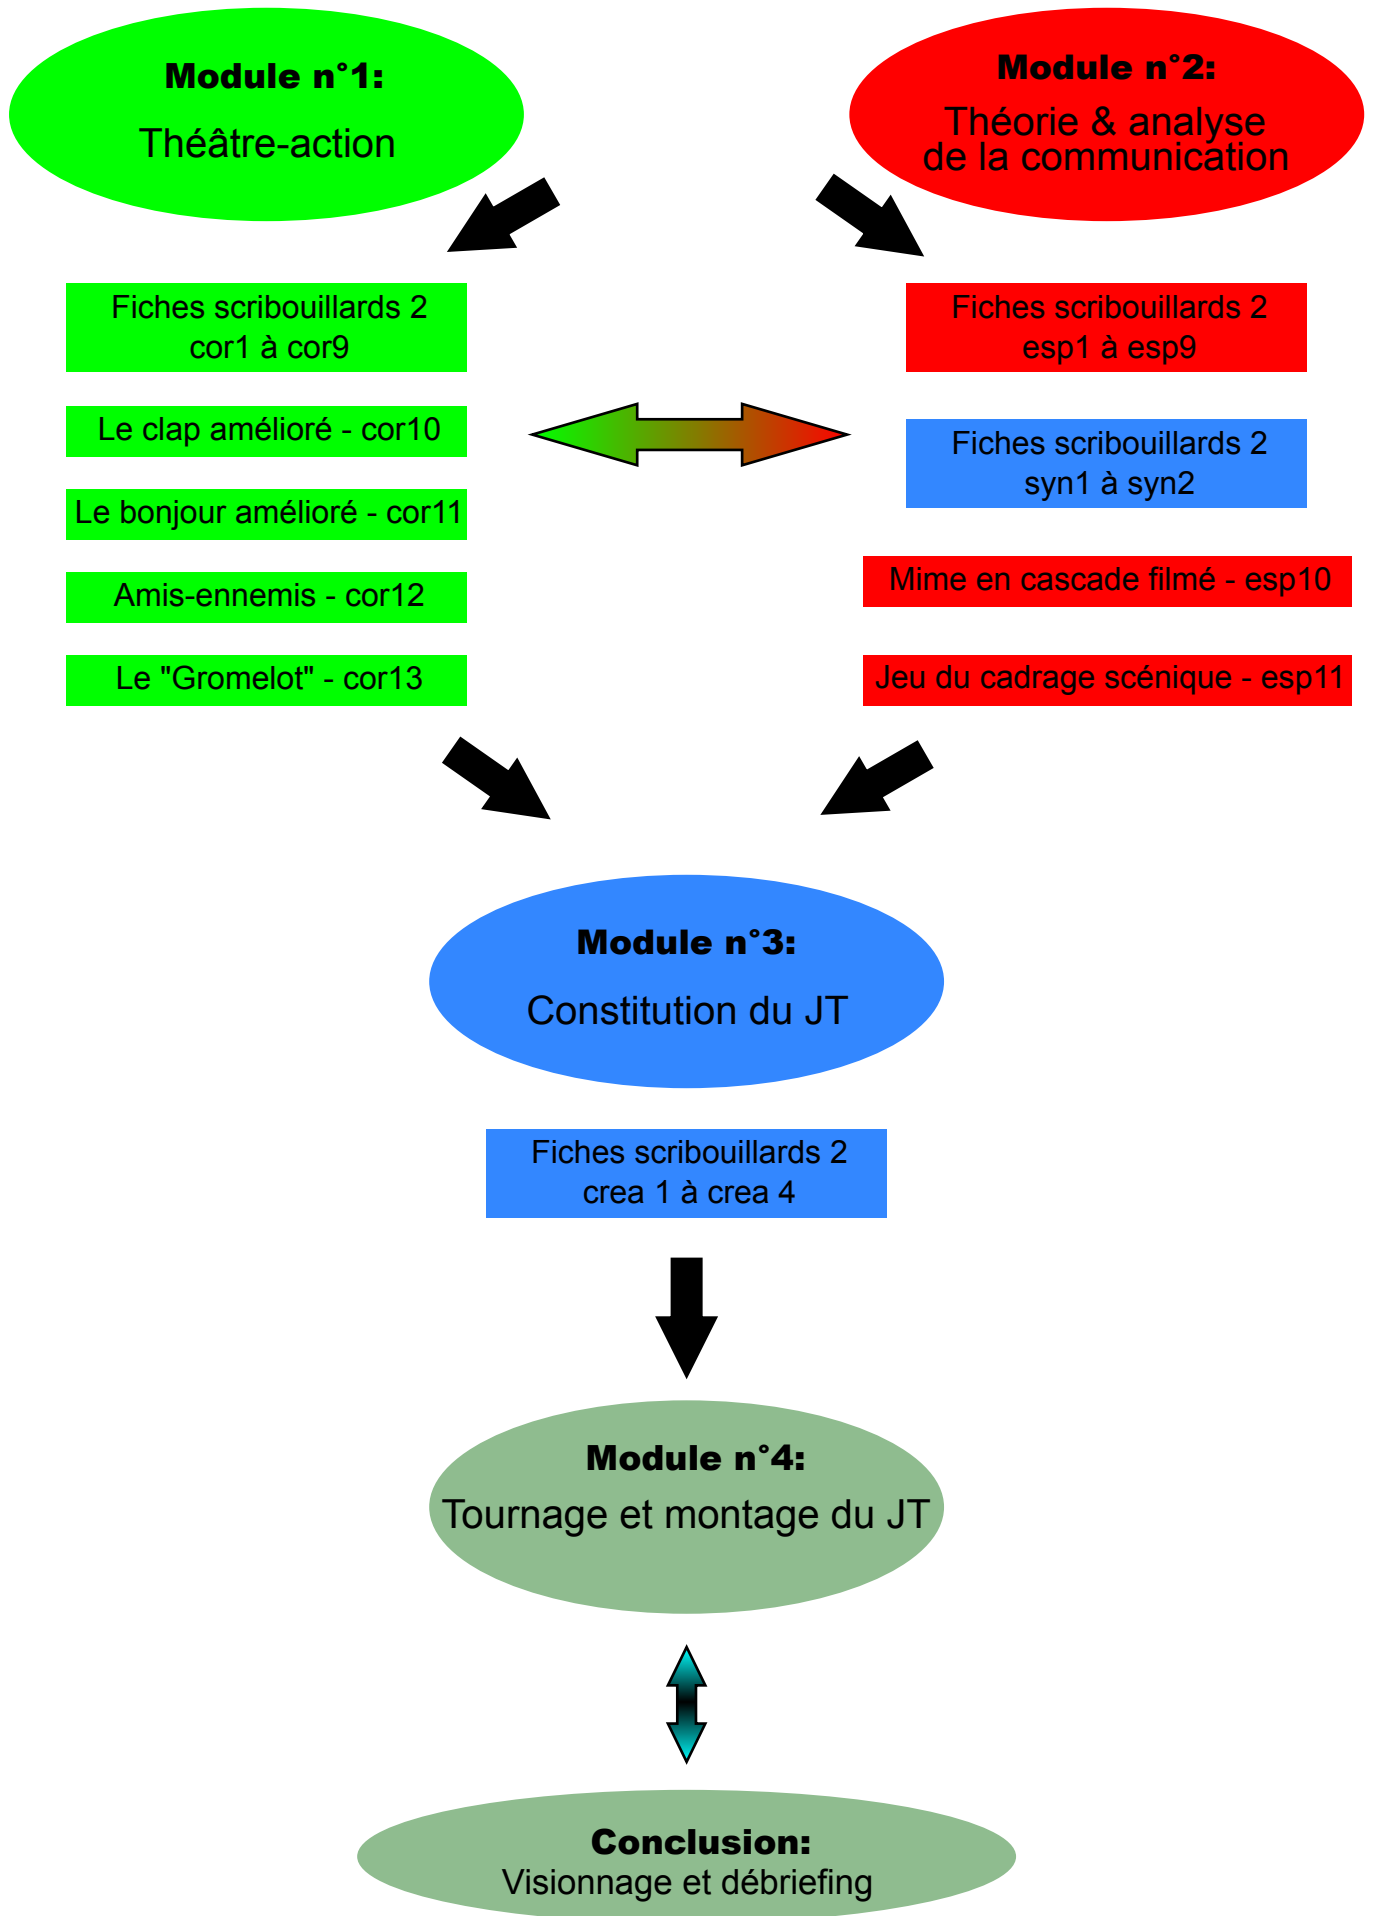 Module n°1:
Théâtre-action
Module n°2:
Théorie & analyse
de la communication
Fiches scribouillards 2
cor1 à cor9
Le clap amélioré - cor10
Le bonjour amélioré - cor11
Amis-ennemis - cor12
Le "Gromelot" - cor13
Fiches scribouillards 2
esp1 à esp9
Fiches scribouillards 2
syn1 à syn2
Mime en cascade filmé - esp10
Jeu du cadrage scénique - esp11
Module n°3:
Constitution du JT
Fiches scribouillards 2
crea 1 à crea 4
Module n°4:
Tournage et montage du JT
Conclusion:
Visionnage et débriefing